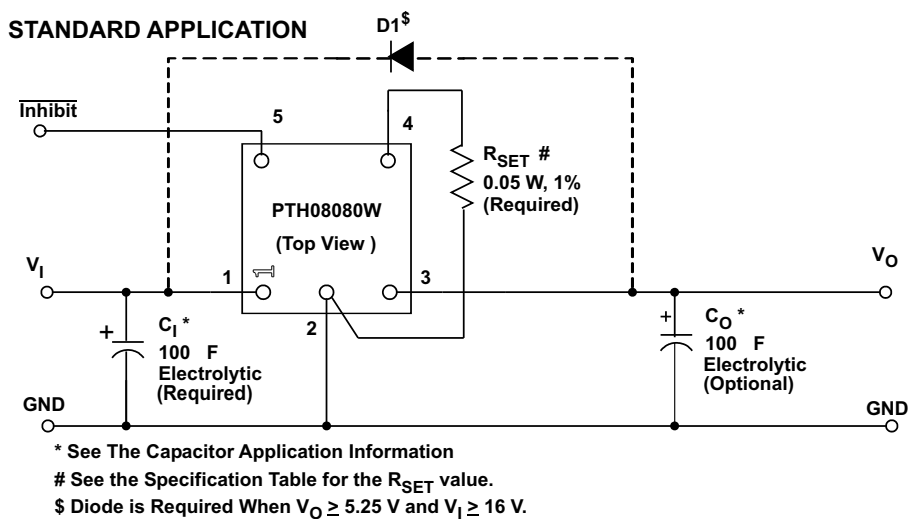 STANDARD APPLICATION
D1$
Inhibit
5
4
RSET #
0.05 W, 1%
(Required)
PTH08080W
(Top View )
VI
1
3
VO
2
+
CI *
100 F
Electrolytic
(Required)
+
CO *
100 F
Electrolytic
(Optional)
GND
GND
* See The Capacitor Application Information
# See the Specification Table for the RSET value.
$ Diode is Required When VO ≥ 5.25 V and VI ≥ 16 V.